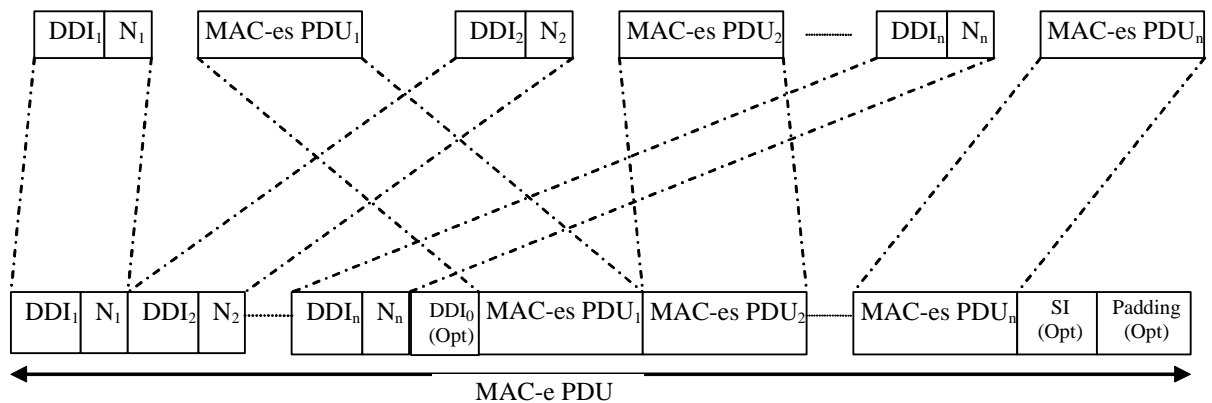 DDI₁ N₁ MAC-es PDU₁ DDI₂ N₂ MAC-es PDU₂ DDIₙ Nₙ MAC-es PDUₙ
DDI₁ N₁ DDI₂ N₂ DDIₙ Nₙ DDI₀ (Opt) MAC-es PDU₁ MAC-es PDU₂ MAC-es PDUₙ SI (Opt) Padding (Opt)
MAC-e PDU